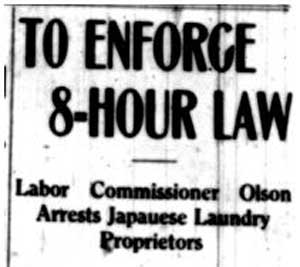 TO ENFORCE
8-HOUR LAW
Labor Commissioner Olson
Arrests Japauese Laundry
Proprietors